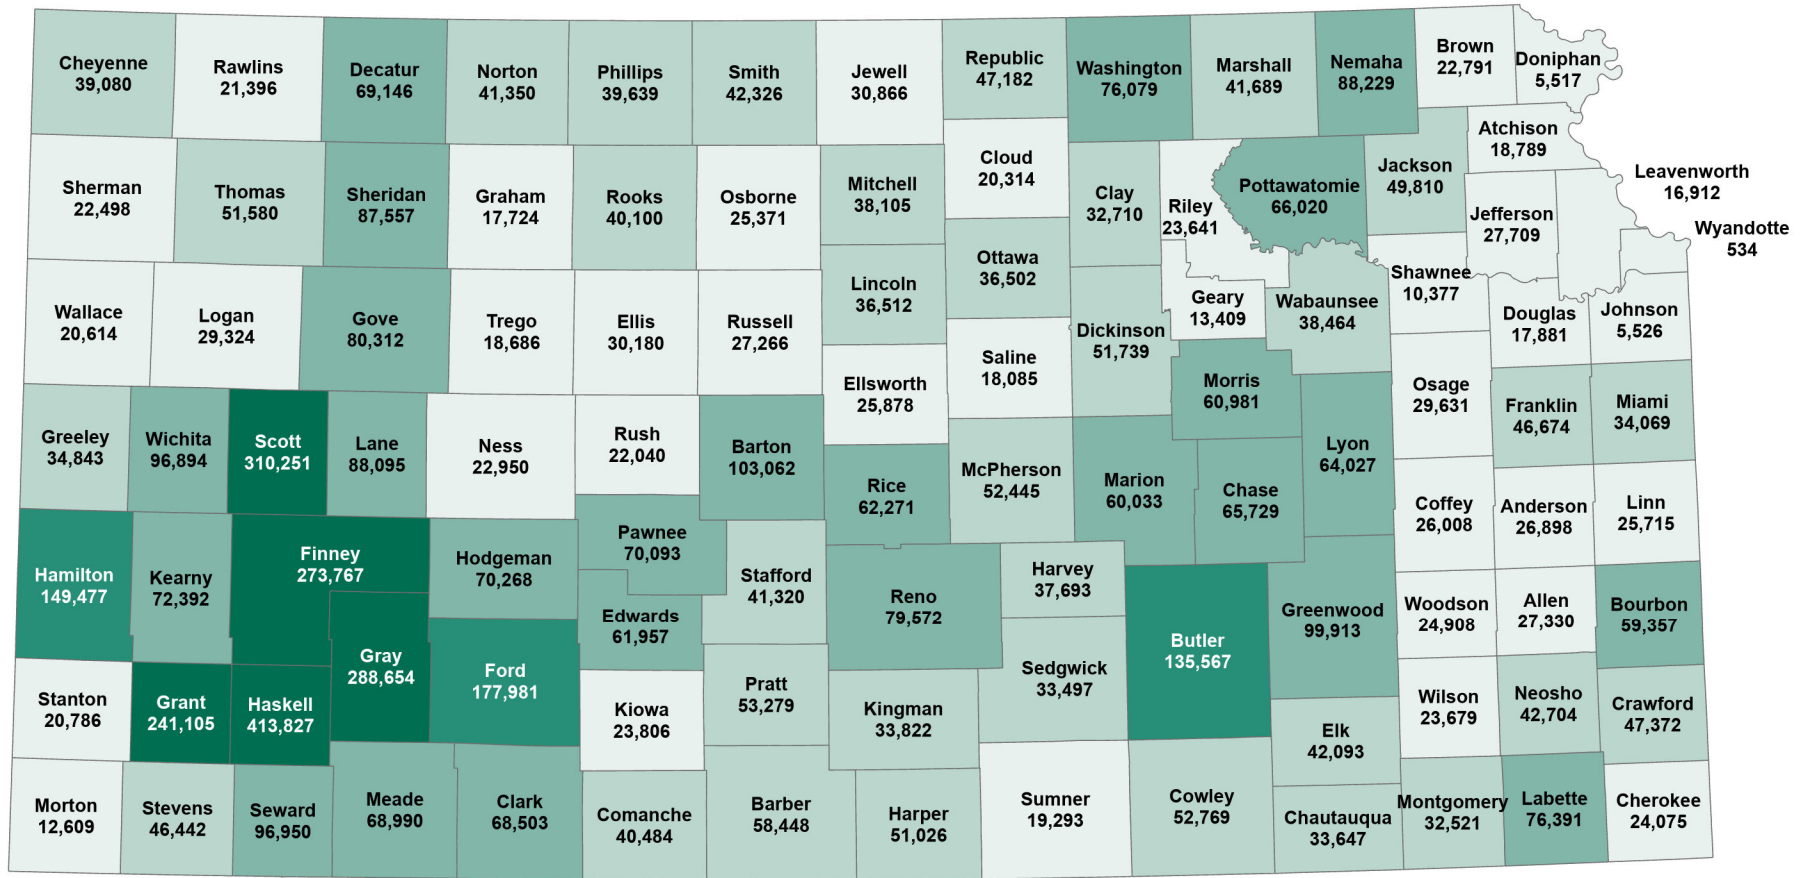 Cheyenne
39,080
Rawlins
21,396
Decatur
69,146
Norton
41,350
Phillips
39,639
Smith
42,326
Jewell
30,866
Republic
47,182
Washington
76,079
Marshall
41,689
Nemaha
88,229
Brown
22,791
Doniphan
5,517
Sherman
22,498
Thomas
51,580
Sheridan
87,557
Graham
17,724
Rooks
40,100
Osborne
25,371
Mitchell
38,105
Cloud
20,314
Clay
32,710
Riley
23,641
Pottawatomie
66,020
Jackson
49,810
Atchison
18,789
Jefferson
27,709
Leavenworth
16,912
Wyandotte
534
Wallace
20,614
Logan
29,324
Gove
80,312
Trego
18,686
Ellis
30,180
Russell
27,266
Lincoln
36,512
Ottawa
36,502
Saline
18,085
Dickinson
51,739
Geary
13,409
Wabaunsee
38,464
Shawnee
10,377
Douglas
17,881
Johnson
5,526
Greeley
34,843
Wichita
96,894
Scott
310,251
Lane
88,095
Ness
22,950
Rush
22,040
Barton
103,062
Ellsworth
25,878
Rice
62,271
McPherson
52,445
Marion
60,033
Morris
60,981
Chase
65,729
Lyon
64,027
Osage
29,631
Franklin
46,674
Miami
34,069
Coffey
26,008
Anderson
26,898
Linn
25,715
Hamilton
149,477
Kearny
72,392
Finney
273,767
Hodgeman
70,268
Pawnee
70,093
Edwards
61,957
Stafford
41,320
Reno
79,572
Harvey
37,693
Butler
135,567
Greenwood
99,913
Woodson
24,908
Allen
27,330
Bourbon
59,357
Stanton
20,786
Grant
241,105
Haskell
413,827
Gray
288,654
Ford
177,981
Kiowa
23,806
Pratt
53,279
Kingman
33,822
Sedgwick
33,497
Elk
42,093
Wilson
23,679
Neosho
42,704
Crawford
47,372
Morton
12,609
Stevens
46,442
Seward
96,950
Meade
68,990
Clark
68,503
Comanche
40,484
Barber
58,448
Harper
51,026
Sumner
19,293
Cowley
52,769
Chautauqua
33,647
Montgomery
32,521
Labette
76,391
Cherokee
24,075